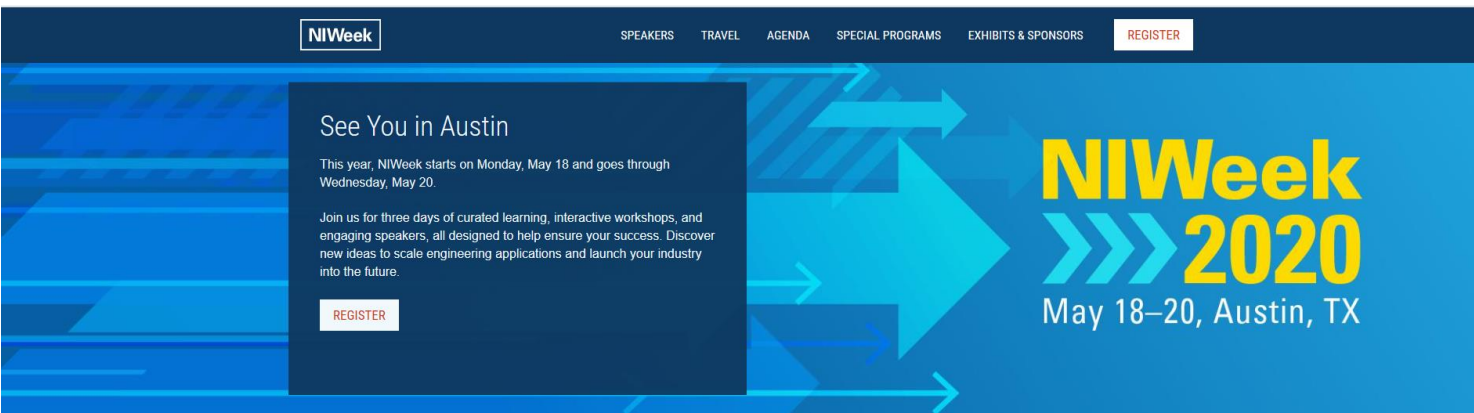 NIWeek
SPEAKERS TRAVEL AGENDA SPECIAL PROGRAMS EXHIBITS & SPONSORS REGISTER
See You in Austin
This year, NIWeek starts on Monday, May 18 and goes through
Wednesday, May 20.
Join us for three days of curated learning, interactive workshops, and
engaging speakers, all designed to help ensure your success. Discover
new ideas to scale engineering applications and launch your industry
into the future.
REGISTER
NIWeek
2020
May 18–20, Austin, TX